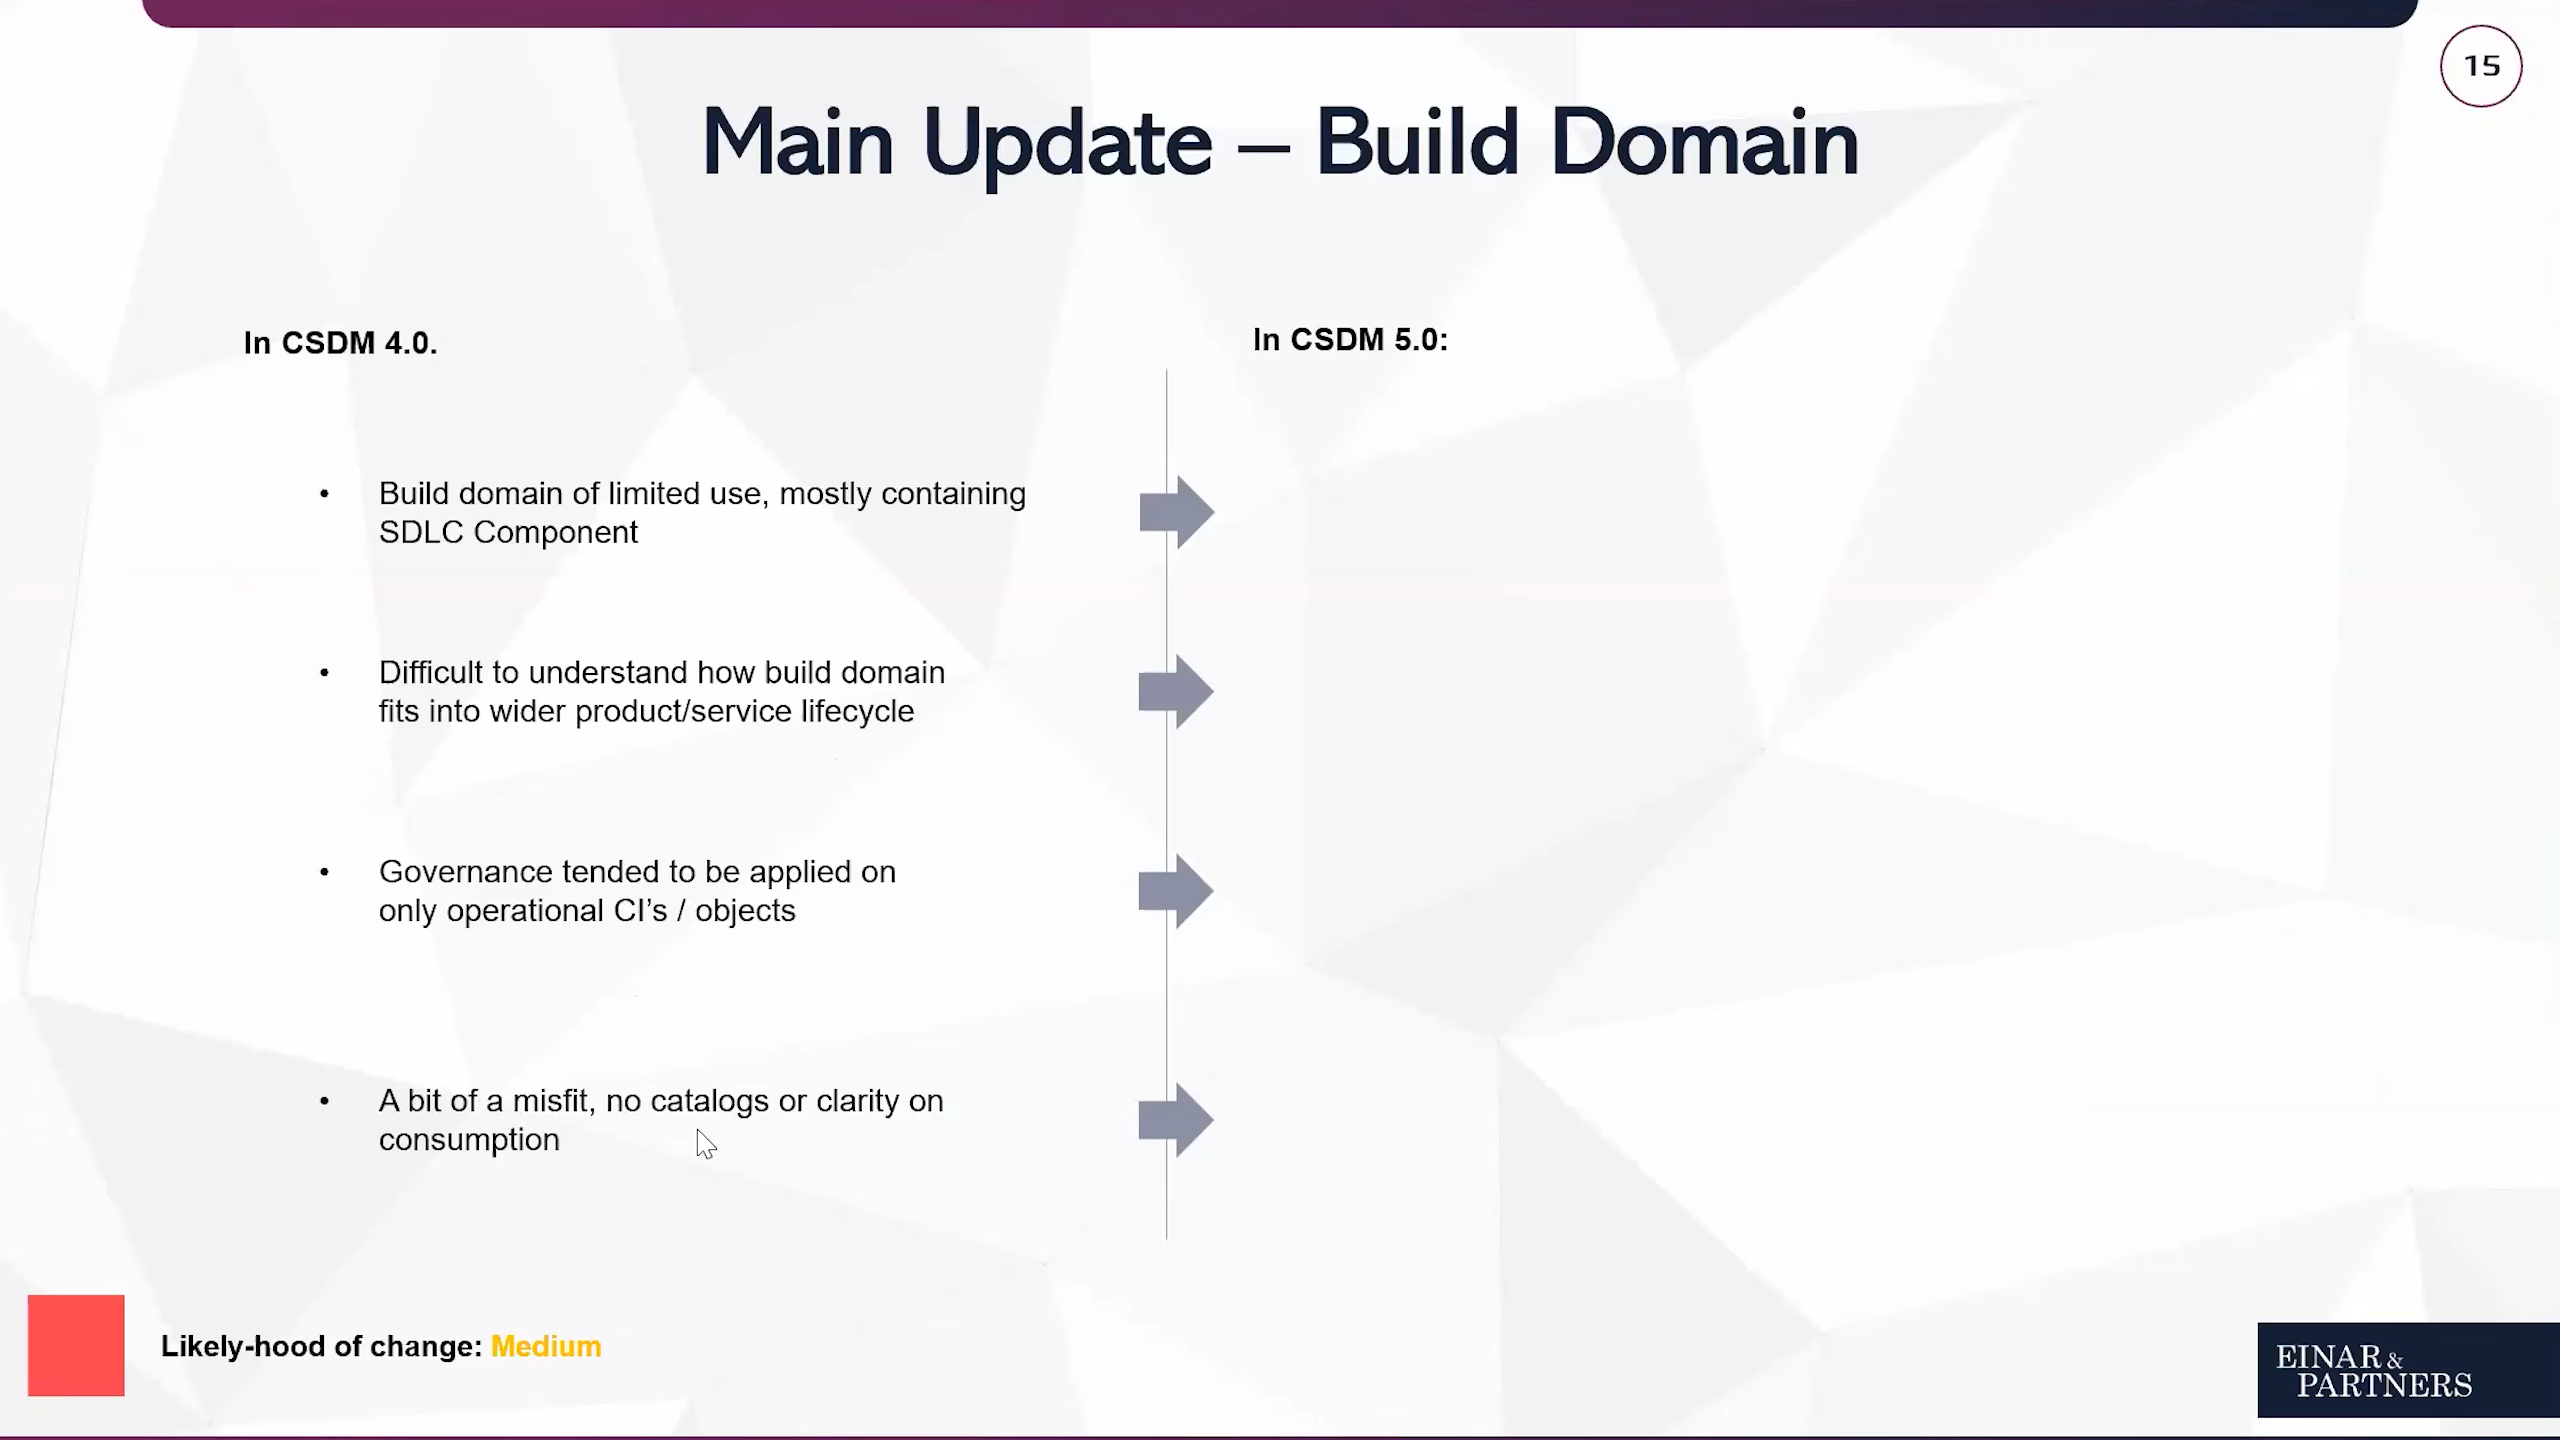 15
Main Update – Build Domain
In CSDM 4.0.
• Build domain of limited use, mostly containing
SDLC Component
• Difficult to understand how build domain
fits into wider product/service lifecycle
• Governance tended to be applied on
only operational CI’s / objects
• A bit of a misfit, no catalogs or clarity on
consumption
In CSDM 5.0:
Likely-hood of change: Medium
EINAR &
PARTNERS